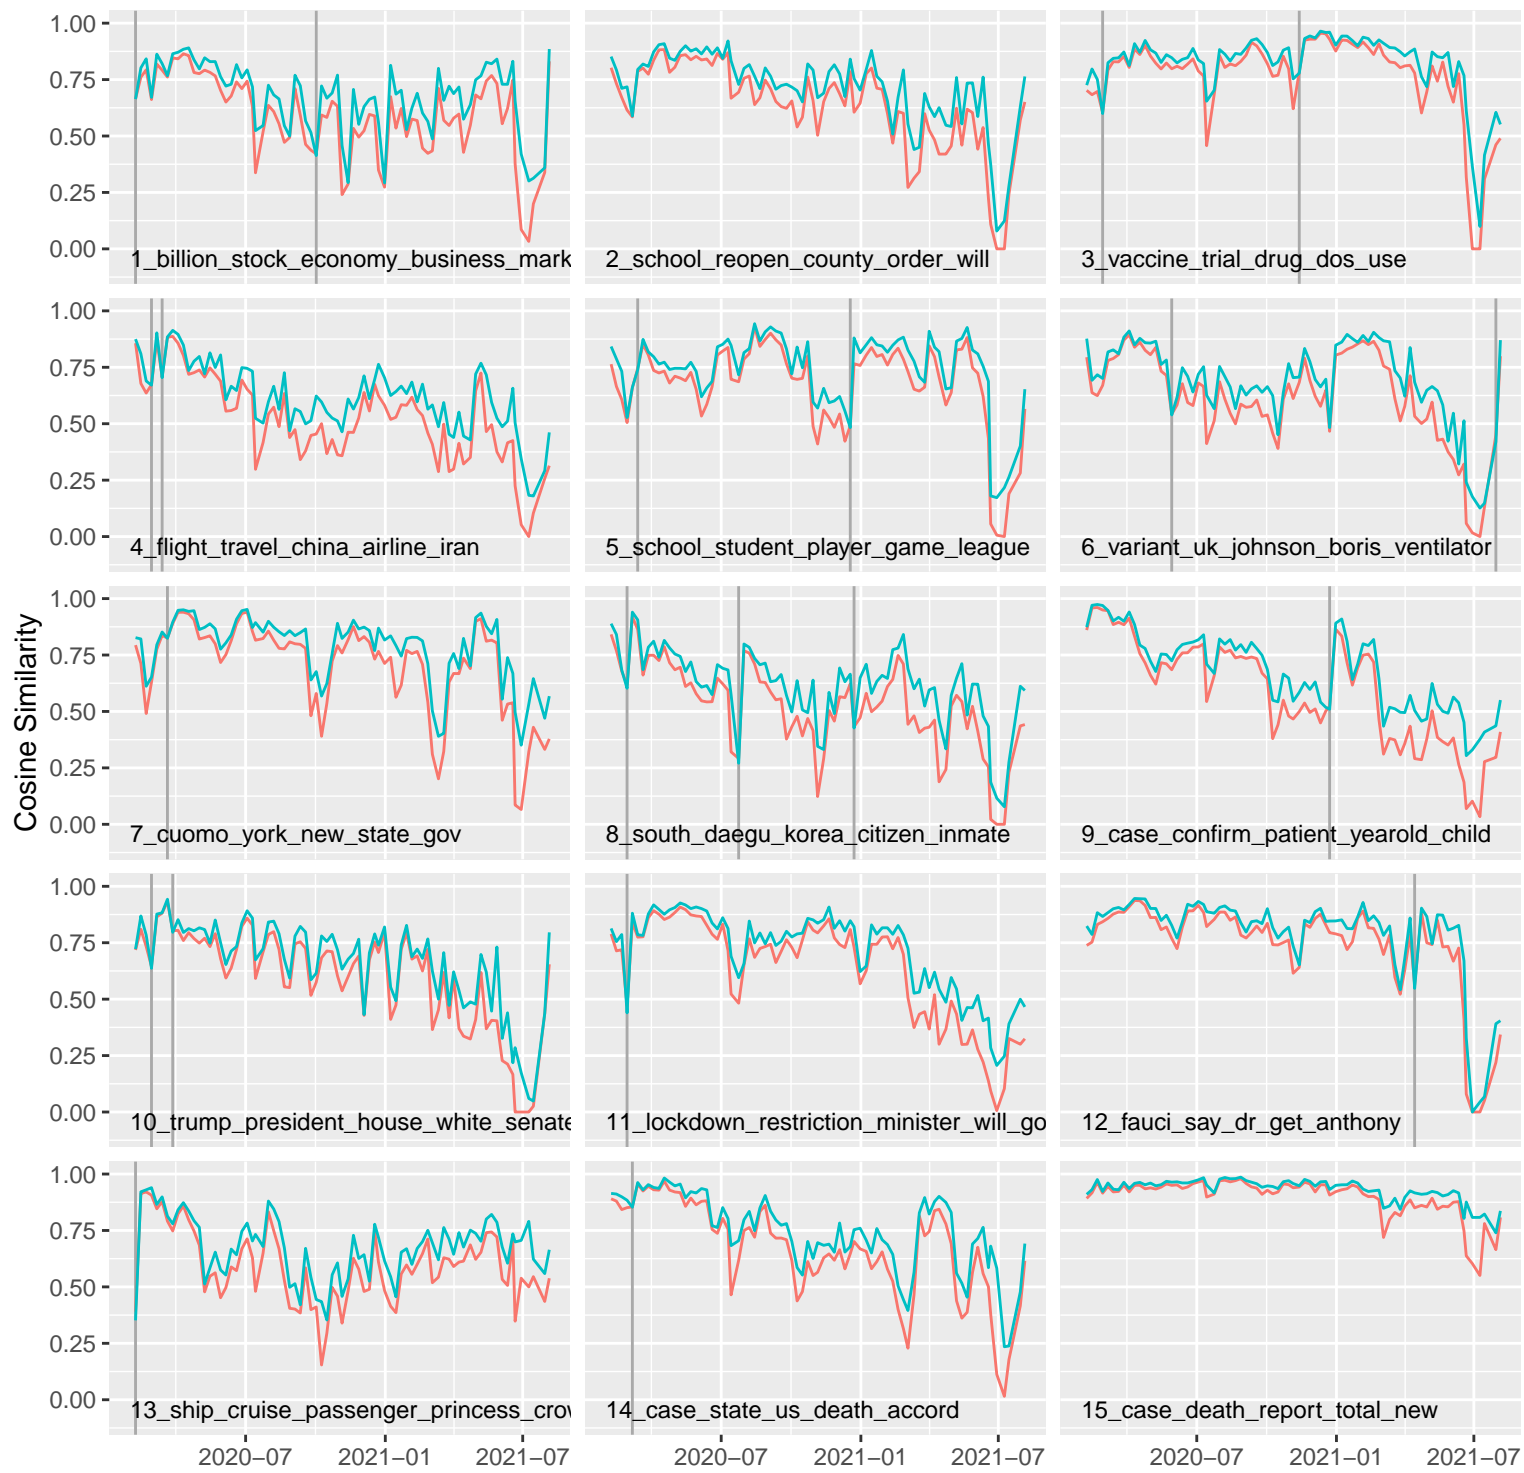 1.00
0.75
0.50
0.25
0.00
1_billion_stock_economy_business_mark
2_school_reopen_county_order_will
3_vaccine_trial_drug_dos_use
1.00
0.75
0.50
0.25
0.00
4_flight_travel_china_airline_iran
5_school_student_player_game_league
6_variant_uk_johnson_boris_ventilator
Cosine Similarity
1.00
0.75
0.50
0.25
0.00
7_cuomo_york_new_state_gov
8_south_daegu_korea_citizen_inmate
9_case_confirm_patient_yearold_child
1.00
0.75
0.50
0.25
0.00
10_trump_president_house_white_senate
11_lockdown_restriction_minister_will_go
12_fauci_say_dr_get_anthony
1.00
0.75
0.50
0.25
0.00
13_ship_cruise_passenger_princess_crow
14_case_state_us_death_accord
15_case_death_report_total_new
2020−07 2021−01 2021−07
2020−07 2021−01 2021−07
2020−07 2021−01 2021−07